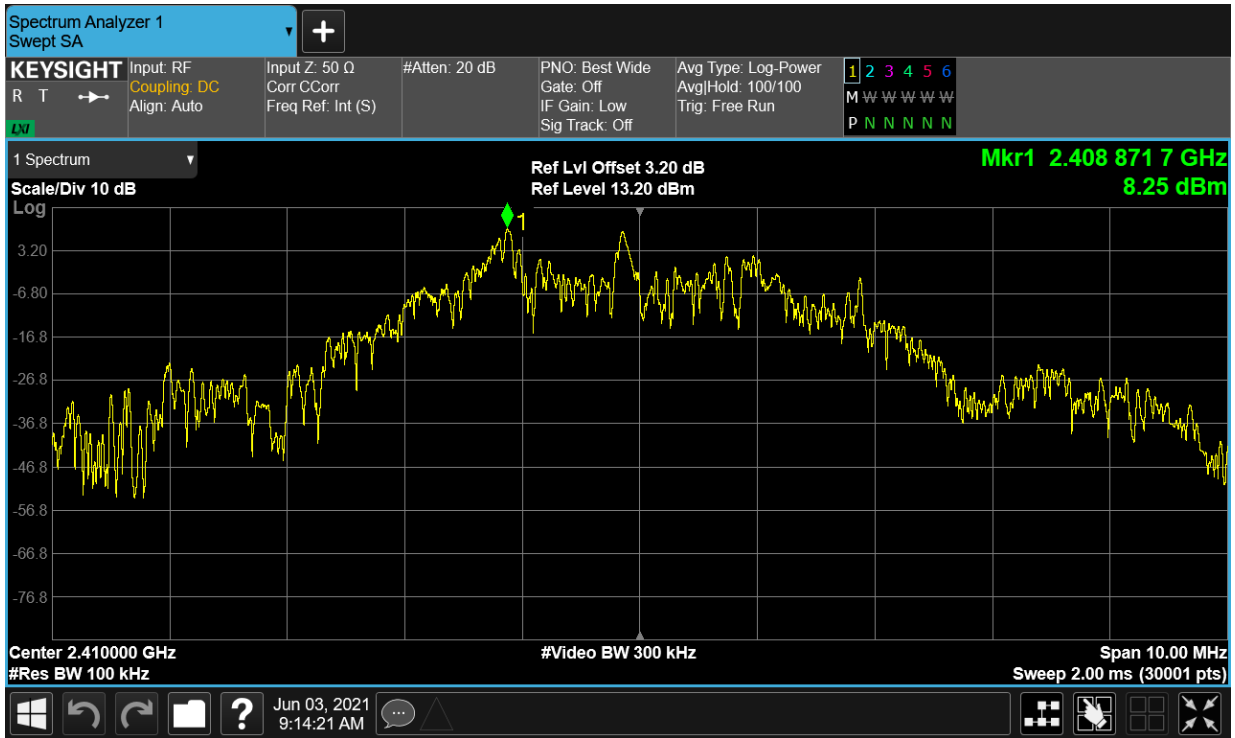 Spectrum Analyzer 1
Swept SA
KEYSIGHT
R T
LXI
Input: RF
Coupling: DC
Align: Auto
Input Z: 50 Ω
Corr CCorr
Freq Ref: Int (S)
#Atten: 20 dB
PNO: Best Wide
Gate: Off
IF Gain: Low
Sig Track: Off
Avg Type: Log-Power
Avg|Hold: 100/100
Trig: Free Run
1 2 3 4 5 6
M W W W W W W
P N N N N N
1 Spectrum
Scale/Div 10 dB
Log
Ref Lvl Offset 3.20 dB
Ref Level 13.20 dBm
Mkr1 2.408 871 7 GHz
8.25 dBm
1
3.20
-6.80
-16.8
-26.8
-36.8
-46.8
-56.8
-66.8
-76.8
Center 2.410000 GHz
#Res BW 100 kHz
#Video BW 300 kHz
Span 10.00 MHz
Sweep 2.00 ms (30001 pts)
?
Jun 03, 2021
9:14:21 AM